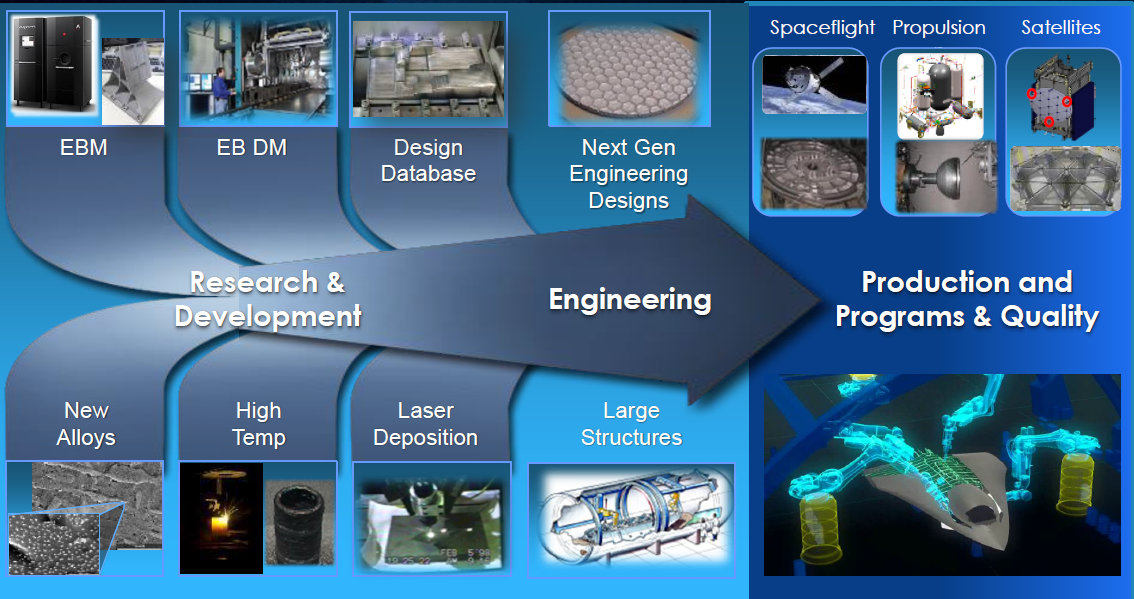 Spaceflight
Propulsion
Satellites
EBM
EB DM
Design
Database
Next Gen
Engineering
Designs
Research &
Development
Engineering
Production and
Programs & Quality
New
Alloys
High
Temp
Laser
Deposition
Large
Structures